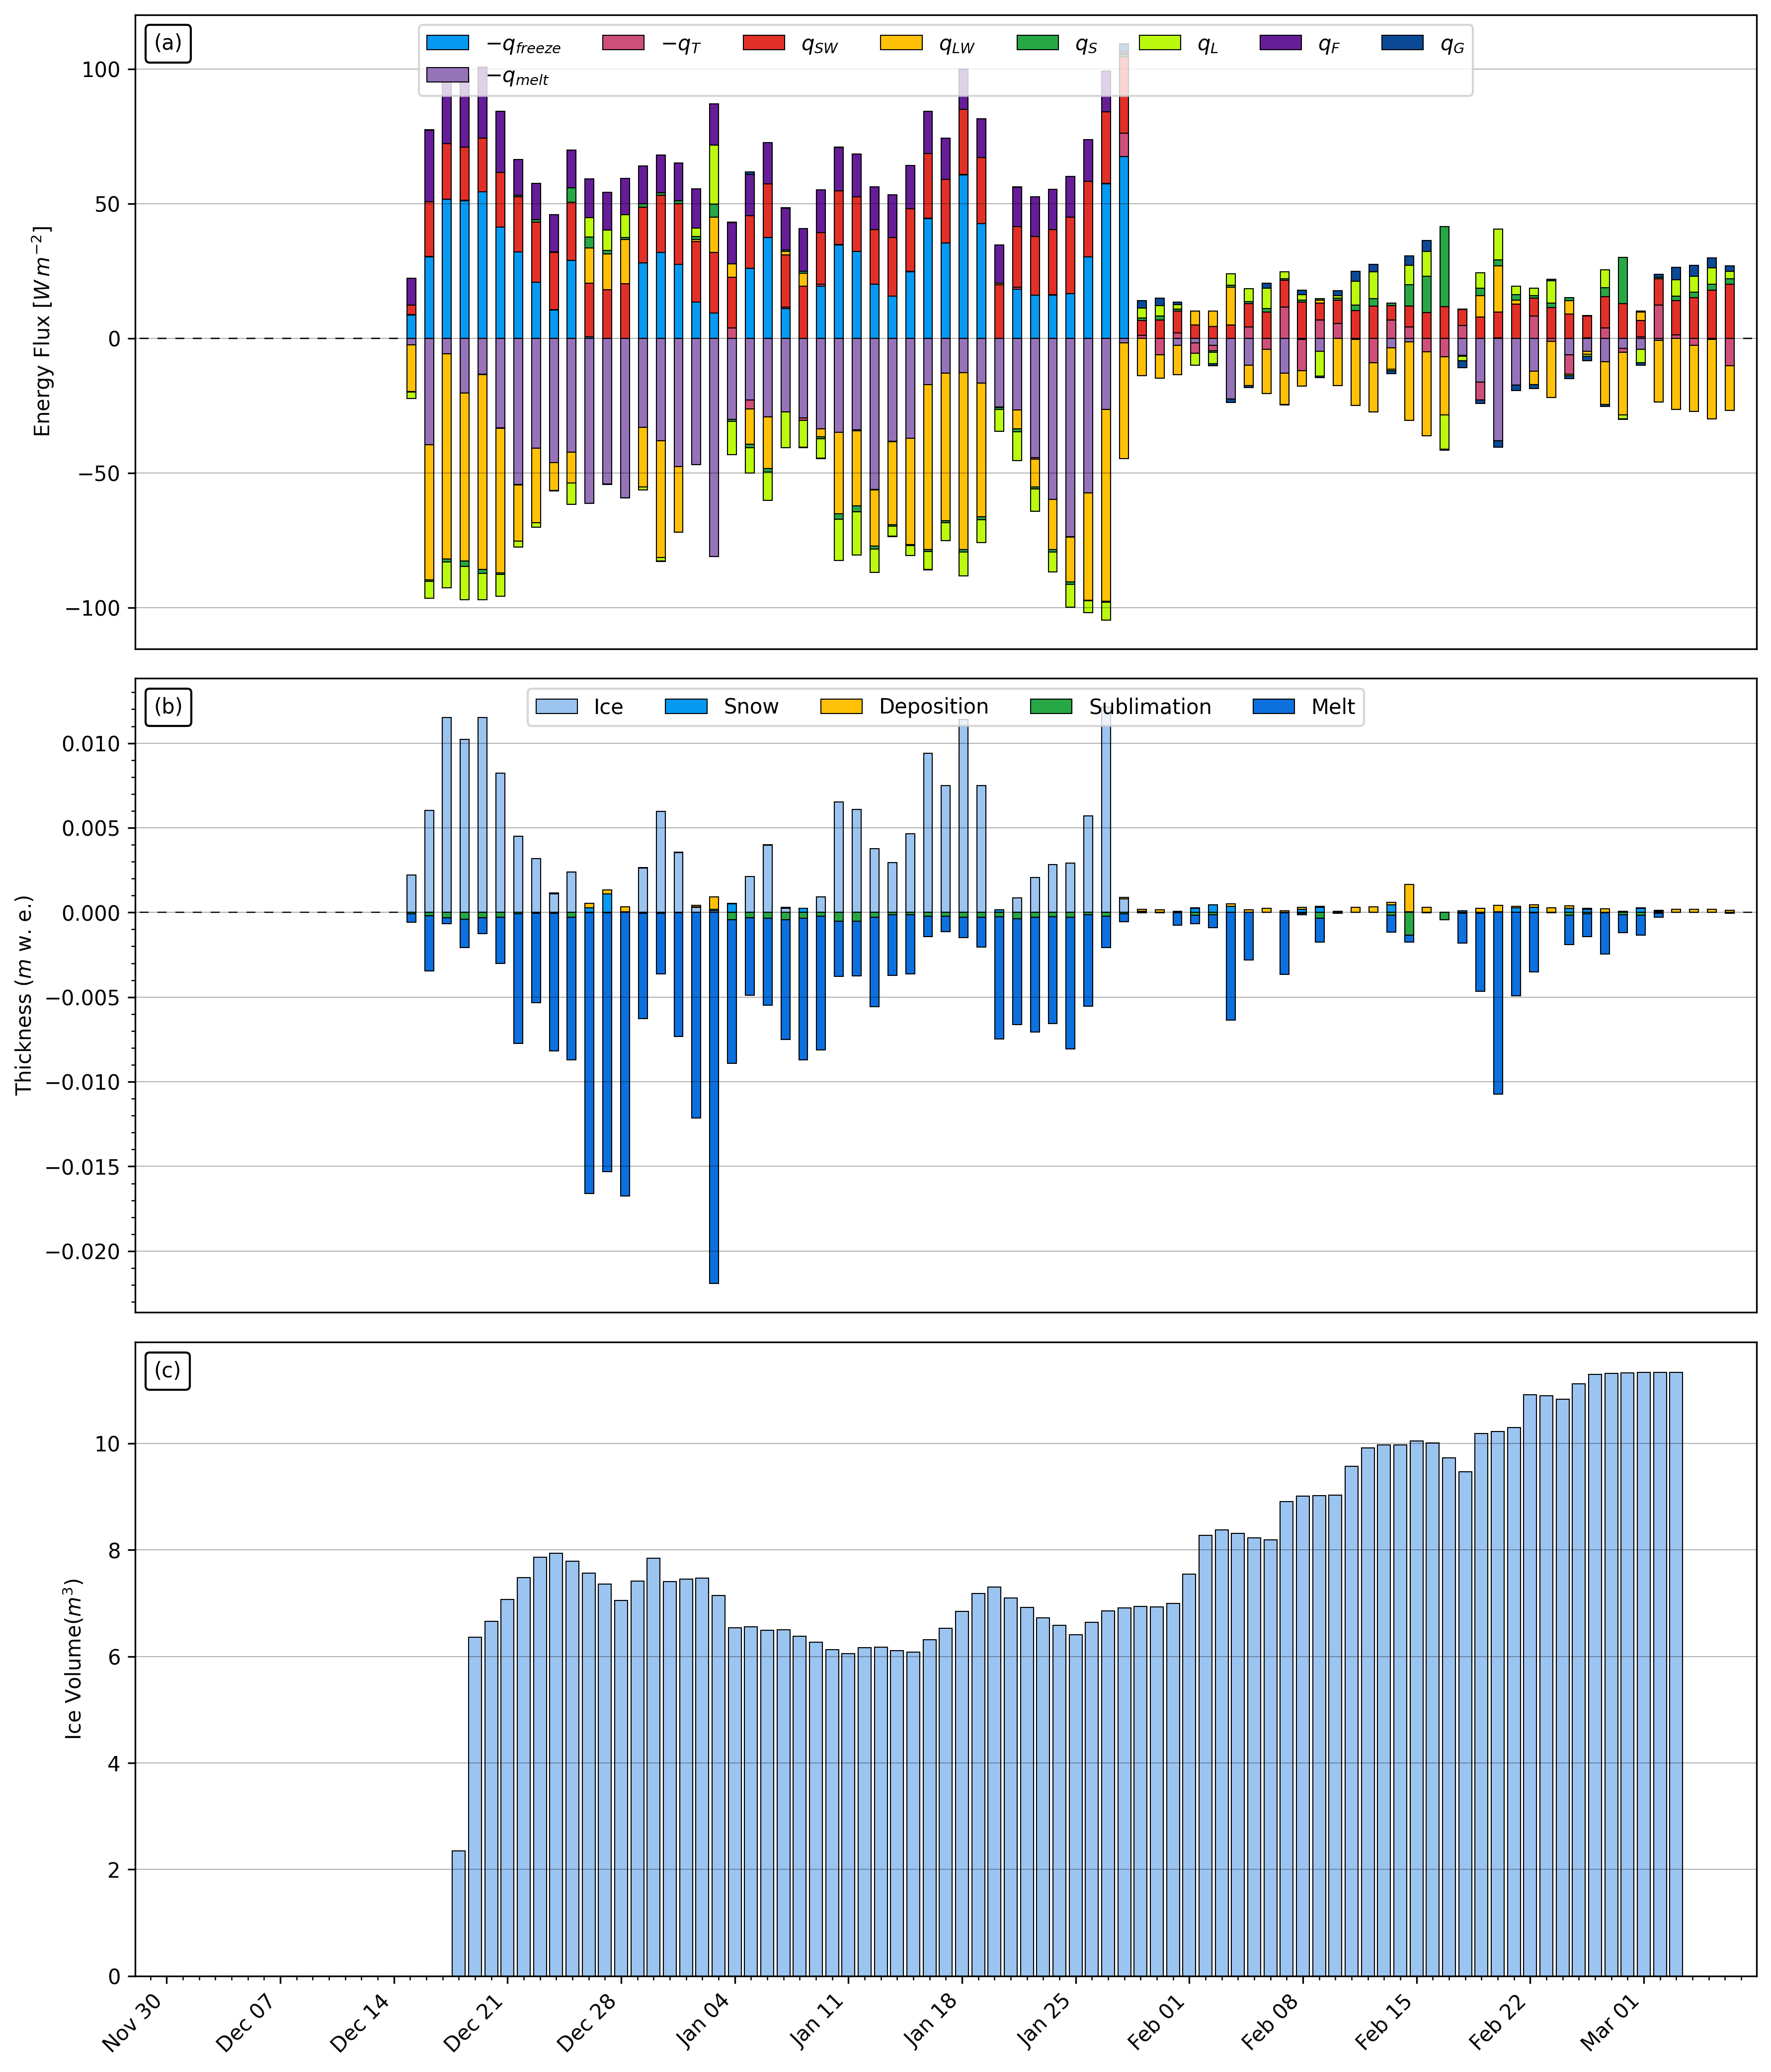 (a)
−q_freeze −q_T q_SW q_LW q_S q_L q_F q_G
−q_melt
Energy Flux [W m⁻²]
100
50
0
−50
−100
(b)
Ice Snow Deposition Sublimation Melt
Thickness (m w. e.)
0.010
0.005
0.000
−0.005
−0.010
−0.015
−0.020
(c)
Ice Volume(m³)
10
8
6
4
2
0
Nov 30 Dec 07 Dec 14 Dec 21 Dec 28 Jan 04 Jan 11 Jan 18 Jan 25 Feb 01 Feb 08 Feb 15 Feb 22 Mar 01